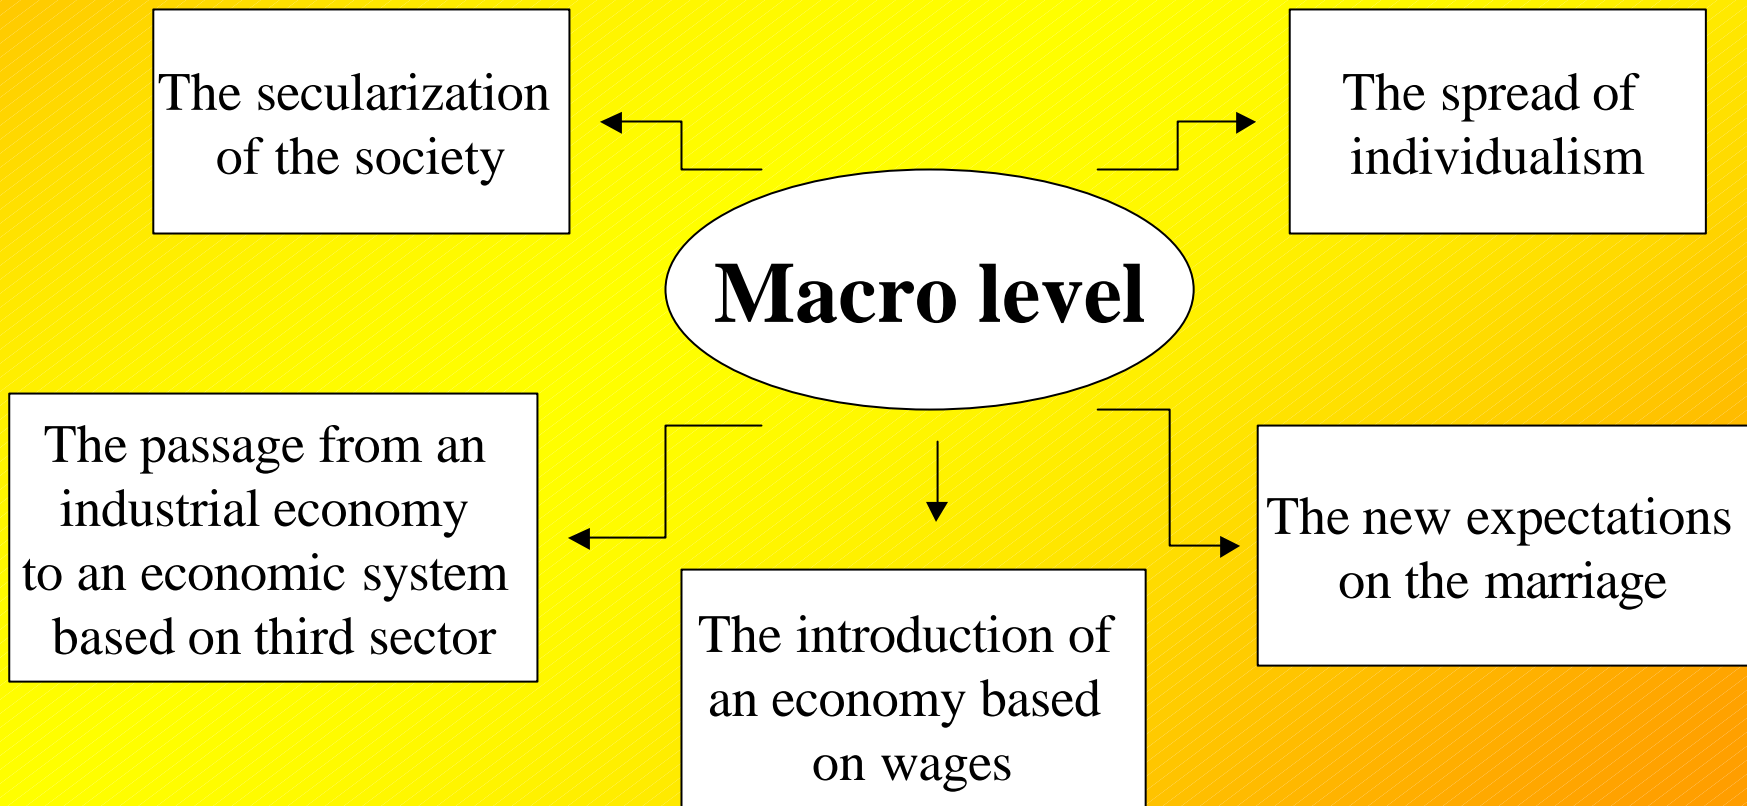 The secularization
of the society
The spread of
individualism
Macro level
The passage from an
industrial economy
to an economic system
based on third sector
The introduction of
an economy based
on wages
The new expectations
on the marriage